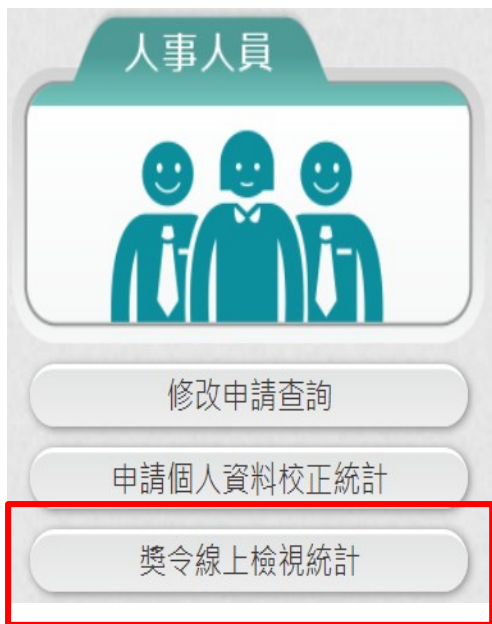 人事人員
修改申請查詢
申請個人資料校正統計
獎令線上檢視統計